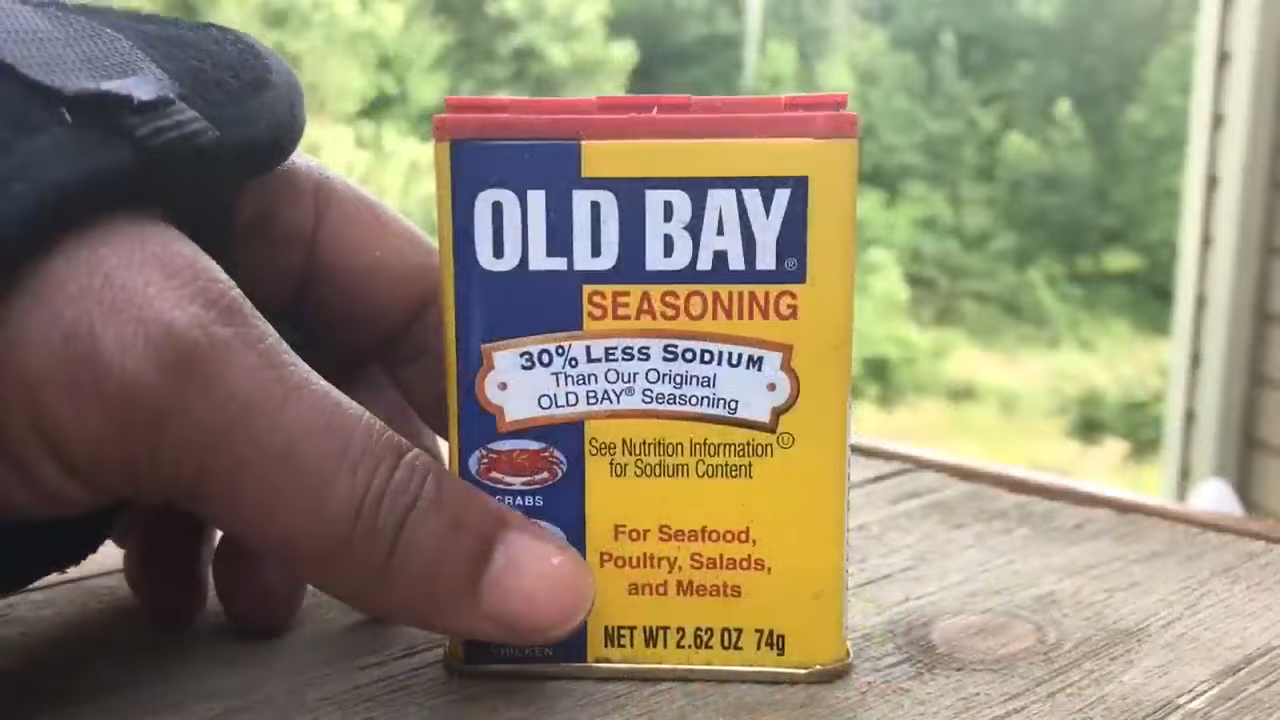 OLD BAY®
SEASONING
30% LESS SODIUM
Than Our Original
OLD BAY® Seasoning
See Nutrition Information Ⓤ
for Sodium Content
CRABS
For Seafood,
Poultry, Salads,
and Meats
NET WT 2.62 OZ 74g
CHICKEN